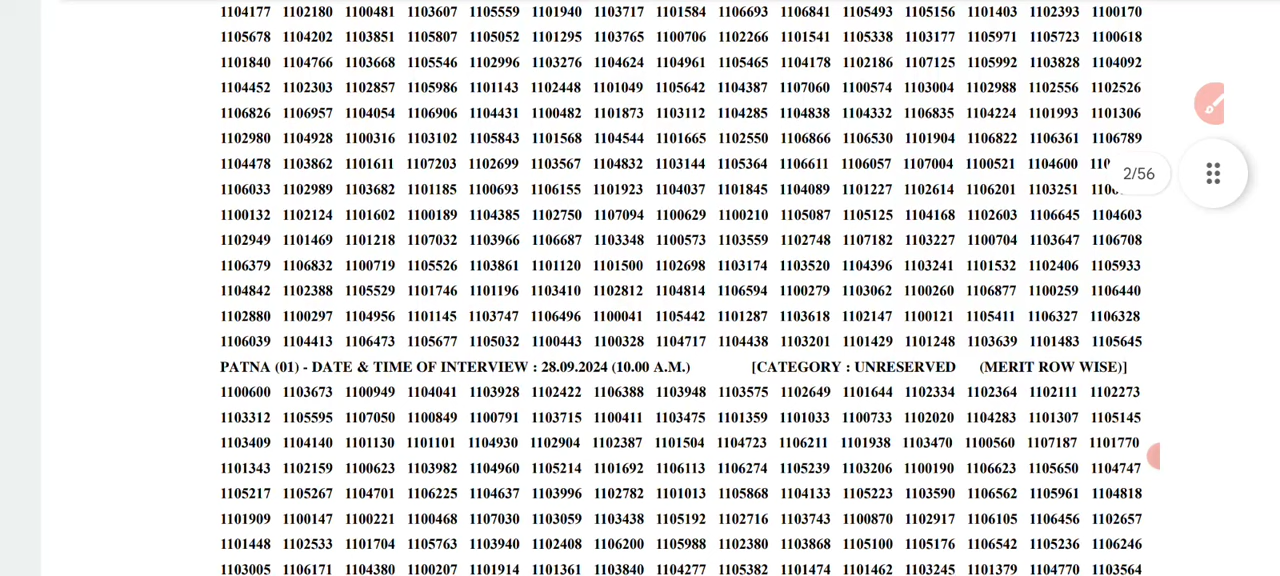 1104177 1102180 1100481 1103607 1105559 1101940 1103717 1101584 1106693 1106841 1105493 1105156 1101403 1102393 1100170
1105678 1104202 1103851 1105807 1105052 1101295 1103765 1100706 1102266 1101541 1105338 1103177 1105971 1105723 1100618
1101840 1104766 1103668 1105546 1102996 1103276 1104624 1104961 1105465 1104178 1102186 1107125 1105992 1103828 1104092
1104452 1102303 1102857 1105986 1101143 1102448 1101049 1105642 1104387 1107060 1100574 1103004 1102988 1102556 1102526
1106826 1106957 1104054 1106906 1104431 1100482 1101873 1103112 1104285 1104838 1104332 1106835 1104224 1101993 1101306
1102980 1104928 1100316 1103102 1105843 1101568 1104544 1101665 1102550 1106866 1106530 1101904 1106822 1106361 1106789
1104478 1103862 1101611 1107203 1102699 1103567 1104832 1103144 1105364 1106611 1106057 1107004 1100521 1104600
2/56
1106033 1102989 1103682 1101185 1100693 1106155 1101923 1104037 1101845 1104089 1101227 1102614 1106201 1103251
1100132 1102124 1101602 1100189 1104385 1102750 1107094 1100629 1100210 1105087 1105125 1104168 1102603 1106645 1104603
1102949 1101469 1101218 1107032 1103966 1106687 1103348 1100573 1103559 1102748 1107182 1103227 1100704 1103647 1106708
1106379 1106832 1100719 1105526 1103861 1101120 1101500 1102698 1103174 1103520 1104396 1103241 1101532 1102406 1105933
1104842 1102388 1105529 1101746 1101196 1103410 1102812 1104814 1106594 1100279 1103062 1100260 1106877 1100259 1106440
1102880 1100297 1104956 1101145 1103747 1106496 1100041 1105442 1101287 1103618 1102147 1100121 1105411 1106327 1106328
1106039 1104413 1106473 1105677 1105032 1100443 1100328 1104717 1104438 1103201 1101429 1101248 1103639 1101483 1105645
PATNA (01) - DATE & TIME OF INTERVIEW : 28.09.2024 (10.00 A.M.) [CATEGORY : UNRESERVED (MERIT ROW WISE)]
1100600 1103673 1100949 1104041 1103928 1102422 1106388 1103948 1103575 1102649 1101644 1102334 1102364 1102111 1102273
1103312 1105595 1107050 1100849 1100791 1103715 1100411 1103475 1101359 1101033 1100733 1102020 1104283 1101307 1105145
1103409 1104140 1101130 1101101 1104930 1102904 1102387 1101504 1104723 1106211 1101938 1103470 1100560 1107187 1101770
1101343 1102159 1100623 1103982 1104960 1105214 1101692 1106113 1106274 1105239 1103206 1100190 1106623 1105650 1104747
1105217 1105267 1104701 1106225 1104637 1103996 1102782 1101013 1105868 1104133 1105223 1103590 1106562 1105961 1104818
1101909 1100147 1100221 1100468 1107030 1103059 1103438 1105192 1102716 1103743 1100870 1102917 1106105 1106456 1102657
1101448 1102533 1101704 1105763 1103940 1102408 1106200 1105988 1102380 1103868 1105100 1105176 1106542 1105236 1106246
1103005 1106171 1104380 1100207 1101914 1101361 1103840 1104277 1105382 1101474 1101462 1103245 1101379 1104770 1103564